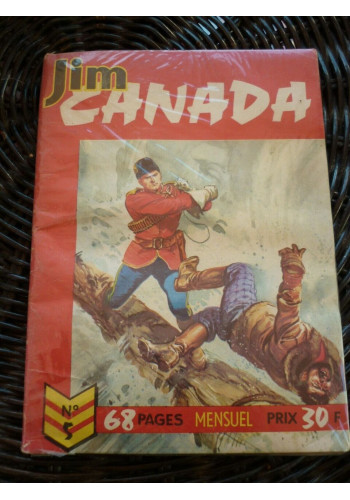 Jim
CANADA
N°
5
68 PAGES MENSUEL PRIX 30 F.